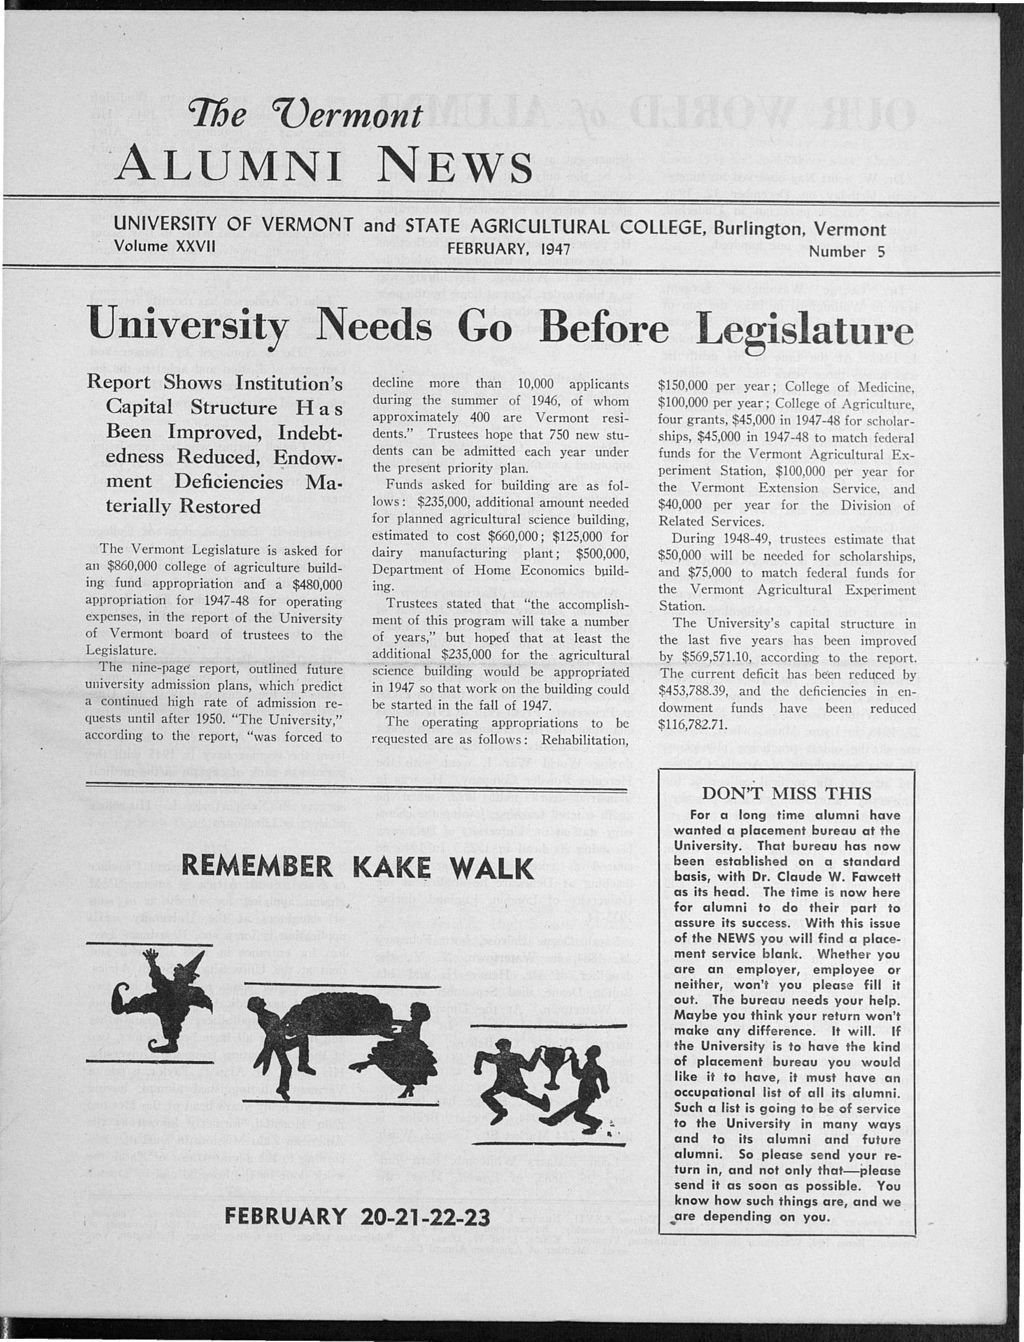 The Vermont
ALUMNI NEWS
UNIVERSITY OF VERMONT and STATE AGRICULTURAL COLLEGE, Burlington, Vermont
Volume XXVII FEBRUARY, 1947 Number 5
University Needs Go Before Legislature
Report Shows Institution's
Capital Structure Has
Been Improved, Indebt-
edness Reduced, Endow-
ment Deficiencies Ma-
terially Restored
The Vermont Legislature is asked for
an $860,000 college of agriculture build-
ing fund appropriation and a $480,000
appropriation for 1947-48 for operating
expenses, in the report of the University
of Vermont board of trustees to the
Legislature.
The nine-page report, outlined future
university admission plans, which predict
a continued high rate of admission re-
quests until after 1950. "The University,"
according to the report, "was forced to
decline more than 10,000 applicants
during the summer of 1946, of whom
approximately 400 are Vermont resi-
dents." Trustees hope that 750 new stu-
dents can be admitted each year under
the present priority plan.
Funds asked for building are as fol-
lows: $235,000, additional amount needed
for planned agricultural science building,
estimated to cost $660,000; $125,000 for
dairy manufacturing plant; $500,000,
Department of Home Economics build-
ing.
Trustees stated that "the accomplish-
ment of this program will take a number
of years," but hoped that at least the
additional $235,000 for the agricultural
science building would be appropriated
in 1947 so that work on the building could
be started in the fall of 1947.
The operating appropriations to be
requested are as follows: Rehabilitation,
$150,000 per year; College of Medicine,
$100,000 per year; College of Agriculture,
four grants, $45,000 in 1947-48 for scholar-
ships, $45,000 in 1947-48 to match federal
funds for the Vermont Agricultural Ex-
periment Station, $100,000 per year for
the Vermont Extension Service, and
$40,000 per year for the Division of
Related Services.
During 1948-49, trustees estimate that
$50,000 will be needed for scholarships,
and $75,000 to match federal funds for
the Vermont Agricultural Experiment
Station.
The University's capital structure in
the last five years has been improved
by $569,571.10, according to the report.
The current deficit has been reduced by
$453,788.39, and the deficiencies in en-
dowment funds have been reduced
$116,782.71.
REMEMBER KAKE WALK
FEBRUARY 20-21-22-23
DON'T MISS THIS
For a long time alumni have
wanted a placement bureau at the
University. That bureau has now
been established on a standard
basis, with Dr. Claude W. Fawcett
as its head. The time is now here
for alumni to do their part to
assure its success. With this issue
of the NEWS you will find a place-
ment service blank. Whether you
are an employer, employee or
neither, won't you please fill it
out. The bureau needs your help.
Maybe you think your return won't
make any difference. It will. If
the University is to have the kind
of placement bureau you would
like it to have, it must have an
occupational list of all its alumni.
Such a list is going to be of service
to the University in many ways
and to its alumni and future
alumni. So please send your re-
turn in, and not only that—please
send it as soon as possible. You
know how such things are, and we
are depending on you.